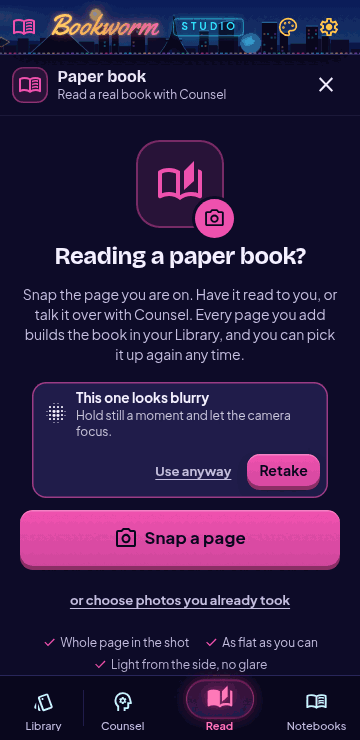 Bookworm STUDIO
Paper book
Read a real book with Counsel
Reading a paper book?
Snap the page you are on. Have it read to you, or
talk it over with Counsel. Every page you add
builds the book in your Library, and you can pick
it up again any time.
This one looks blurry
Hold still a moment and let the camera
focus.
Use anyway Retake
Snap a page
or choose photos you already took
Whole page in the shot As flat as you can
Light from the side, no glare
Library Counsel Read Notebooks